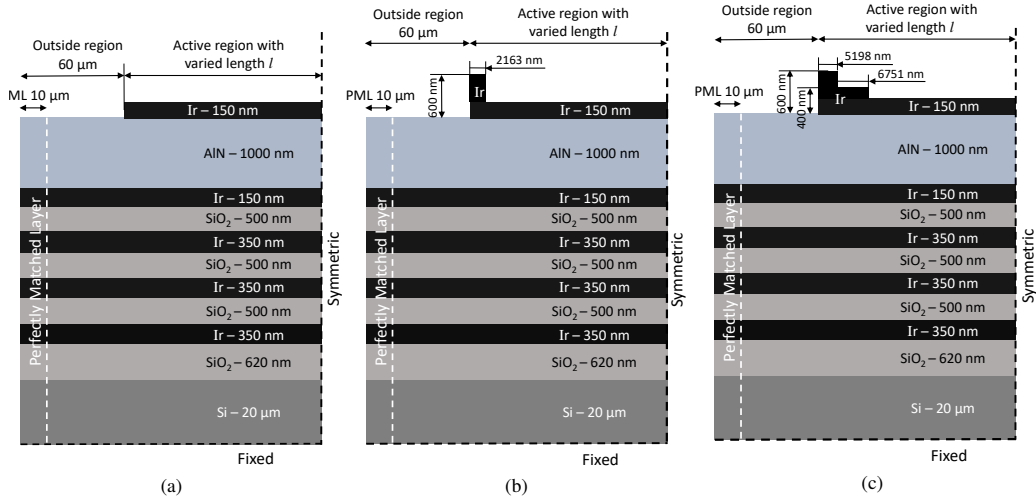 Outside region
60 μm
Active region with
varied length l
ML 10 μm
Ir – 150 nm
AlN – 1000 nm
Ir – 150 nm
SiO2 – 500 nm
Ir – 350 nm
SiO2 – 500 nm
Ir – 350 nm
SiO2 – 500 nm
Ir – 350 nm
SiO2 – 620 nm
Si – 20 μm
Perfectly Matched Layer
Symmetric
Fixed
(a)
Outside region
60 μm
Active region with
varied length l
2163 nm
600 nm
Ir
PML 10 μm
Ir – 150 nm
AlN – 1000 nm
Ir – 150 nm
SiO2 – 500 nm
Ir – 350 nm
SiO2 – 500 nm
Ir – 350 nm
SiO2 – 500 nm
Ir – 350 nm
SiO2 – 620 nm
Si – 20 μm
Perfectly Matched Layer
Symmetric
Fixed
(b)
Outside region
60 μm
Active region with
varied length l
5198 nm
6751 nm
600 nm
400 nm
Ir
PML 10 μm
Ir – 150 nm
AlN – 1000 nm
Ir – 150 nm
SiO2 – 500 nm
Ir – 350 nm
SiO2 – 500 nm
Ir – 350 nm
SiO2 – 500 nm
Ir – 350 nm
SiO2 – 620 nm
Si – 20 μm
Perfectly Matched Layer
Symmetric
Fixed
(c)